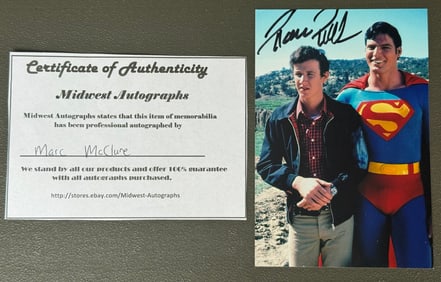 Certificate of Authenticity
Midwest Autographs
Midwest Autographs states that this item of memorabilia
has been professional autographed by
Marc McClure
We stand by all our products and offer 100% guarantee
with all autographs purchased.
http://stores.ebay.com/Midwest-Autographs
S